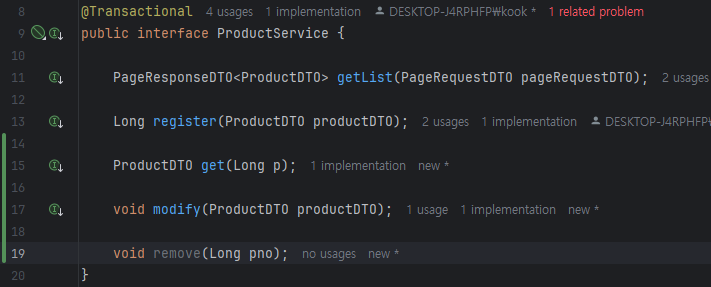 8 @Transactional 4 usages 1 implementation DESKTOP-J4RPHFP₩kook * 1 related problem
9 public interface ProductService {
10
11 PageResponseDTO<ProductDTO> getList(PageRequestDTO pageRequestDTO); 2 usages
12
13 Long register(ProductDTO productDTO); 2 usages 1 implementation DESKTOP-J4RPHFP₩
14
15 ProductDTO get(Long p); 1 implementation new *
16
17 void modify(ProductDTO productDTO); 1 usage 1 implementation new *
18
19 void remove(Long pno); no usages new *
20 }